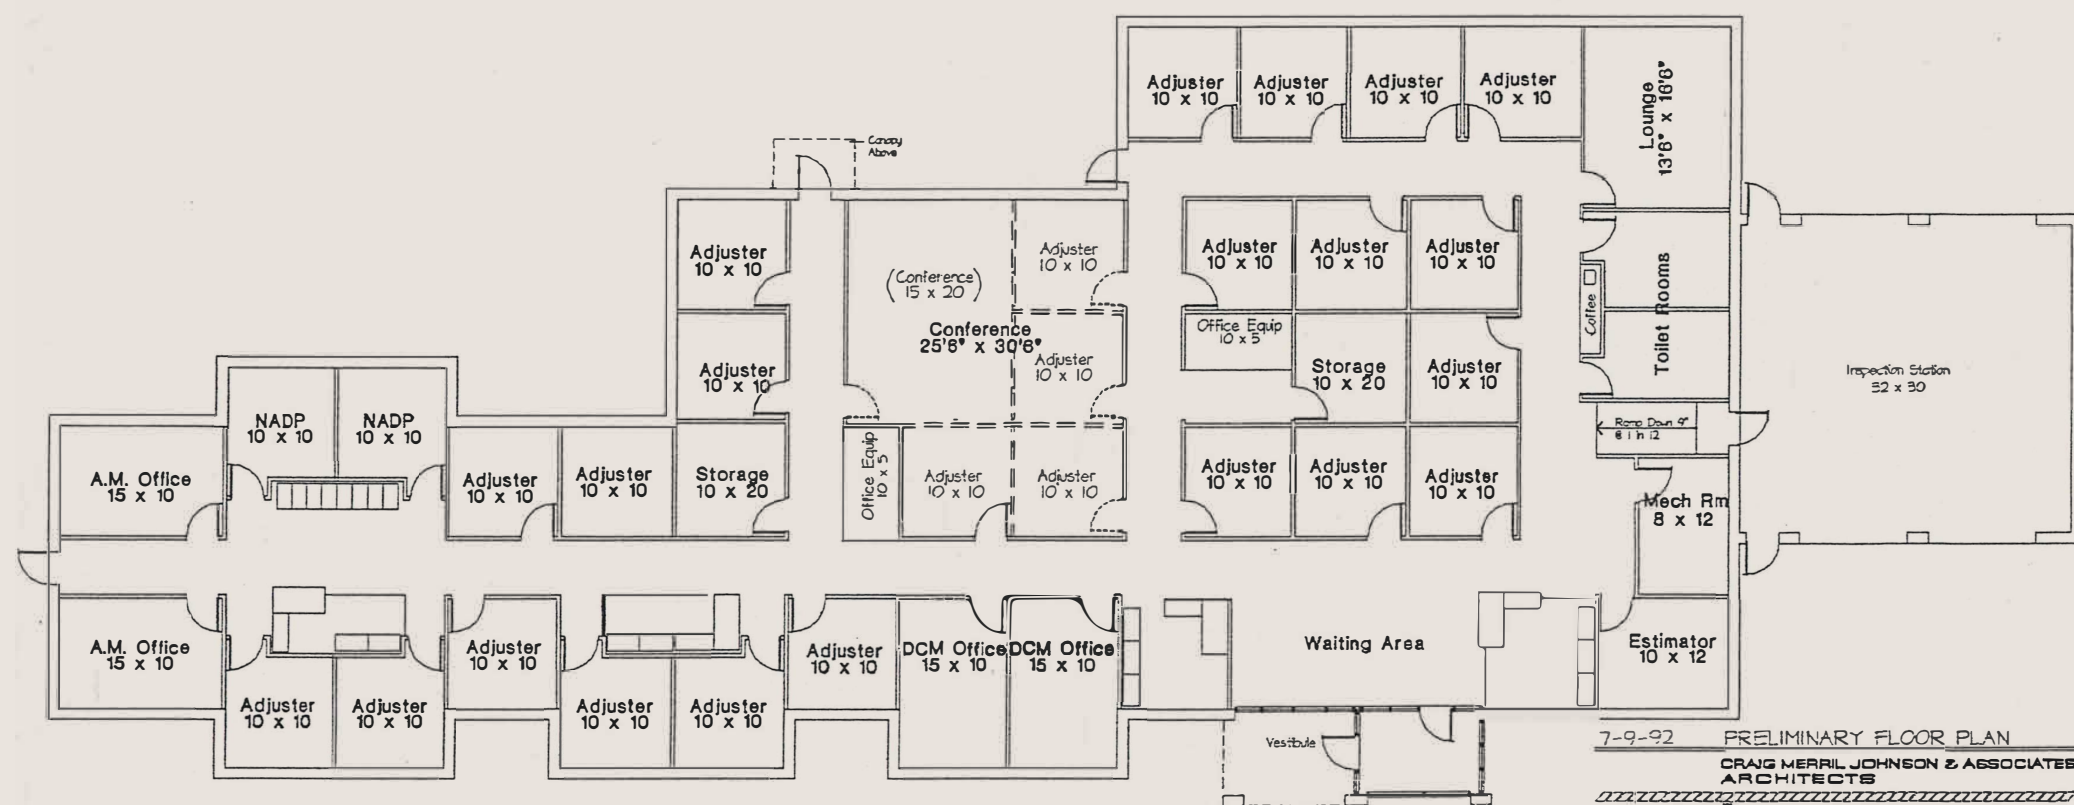 Adjuster
10 x 10
Adjuster
10 x 10
Adjuster
10 x 10
Adjuster
10 x 10
Lounge
13'6" x 16'6"
Canopy
Above
Adjuster
10 x 10
(Conference)
15 x 20
Adjuster
10 x 10
Adjuster
10 x 10
Adjuster
10 x 10
Adjuster
10 x 10
Coffee
Toilet Rooms
Conference
25'6" x 30'6"
Office Equip
10 x 5
Adjuster
10 x 10
Adjuster
10 x 10
Storage
10 x 20
Adjuster
10 x 10
Inspection Station
32 x 30
NADP
10 x 10
NADP
10 x 10
Ramp Down 9"
@ 1 in 12
A.M. Office
15 x 10
Adjuster
10 x 10
Adjuster
10 x 10
Storage
10 x 20
Office Equip
10 x 5
Adjuster
10 x 10
Adjuster
10 x 10
Adjuster
10 x 10
Adjuster
10 x 10
Adjuster
10 x 10
Mech Rm
8 x 12
A.M. Office
15 x 10
Adjuster
10 x 10
Adjuster
10 x 10
DCM Office
15 x 10
DCM Office
15 x 10
Waiting Area
Estimator
10 x 12
Adjuster
10 x 10
Adjuster
10 x 10
Adjuster
10 x 10
Adjuster
10 x 10
Vestibule
7-9-92 PRELIMINARY FLOOR PLAN
CRAIG MERRIL JOHNSON & ASSOCIATES
ARCHITECTS